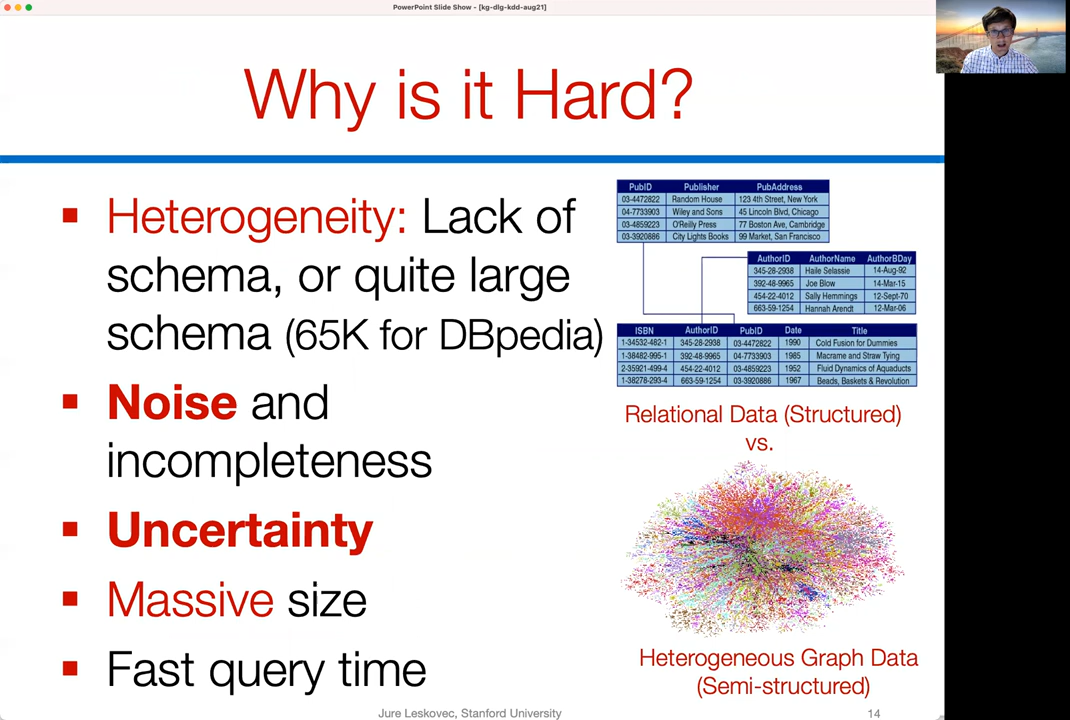 PowerPoint Slide Show - [kg-dlg-kdd-aug21]
Why is it Hard?
▪ Heterogeneity: Lack of
schema, or quite large
schema (65K for DBpedia)
▪ Noise and
incompleteness
▪ Uncertainty
▪ Massive size
▪ Fast query time
PubID Publisher PubAddress
03-4472822 Random House 123 4th Street, New York
04-7733903 Wiley and Sons 45 Lincoln Blvd, Chicago
03-4859223 O'Reilly Press 77 Boston Ave, Cambridge
03-3920886 City Lights Books 99 Market, San Francisco
AuthorID AuthorName AuthorBDay
345-28-2938 Haile Selassie 14-Aug-92
392-48-9965 Joe Blow 14-Mar-15
454-22-4012 Sally Hemmings 12-Sept-70
663-59-1254 Hannah Arendt 12-Mar-06
ISBN AuthorID PubID Date Title
1-34532-482-1 345-28-2938 03-4472822 1990 Cold Fusion for Dummies
1-38482-995-1 392-48-9965 04-7733903 1985 Macrame and Straw Tying
2-35921-499-4 454-22-4012 03-4859223 1952 Fluid Dynamics of Aquaducts
1-38278-293-4 663-59-1254 03-3920886 1967 Beads, Baskets & Revolution
Relational Data (Structured)
vs.
Heterogeneous Graph Data
(Semi-structured)
Jure Leskovec, Stanford University
14